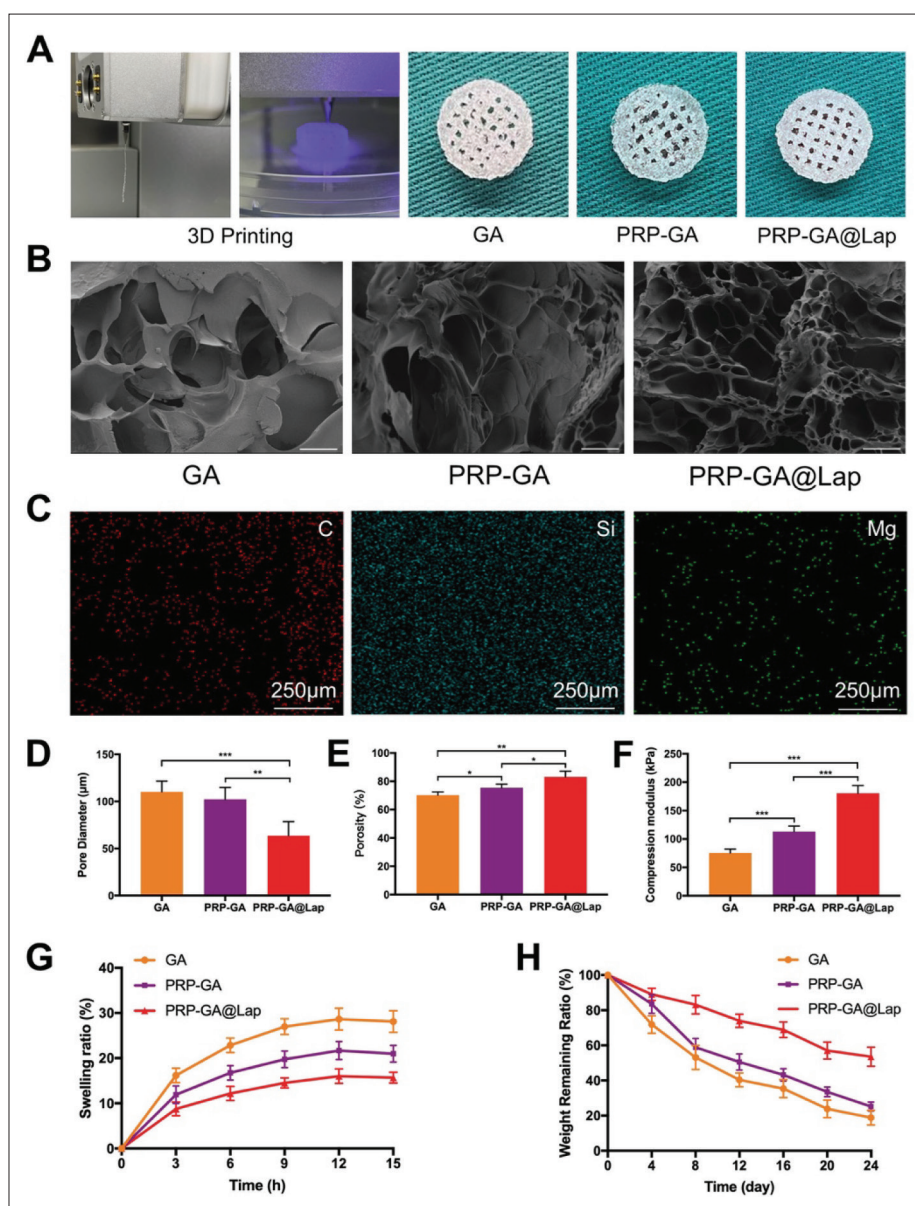 A
3D Printing
GA
PRP-GA
PRP-GA@Lap
B
GA
PRP-GA
PRP-GA@Lap
C
C
250μm
Si
250μm
Mg
250μm
D
Pore Diameter (μm)
150
100
50
0
***
**
GA
PRP-GA
PRP-GA@Lap
E
Porosity (%)
100
80
60
40
20
0
**
*
*
GA
PRP-GA
PRP-GA@Lap
F
Compression modulus (kPa)
250
200
150
100
50
0
***
***
***
GA
PRP-GA
PRP-GA@Lap
G
GA
PRP-GA
PRP-GA@Lap
Swelling ratio (%)
40
30
20
10
0
0
3
6
9
12
15
Time (h)
H
GA
PRP-GA
PRP-GA@Lap
Weight Remaining Ratio (%)
100
80
60
40
20
0
0
4
8
12
16
20
24
Time (day)